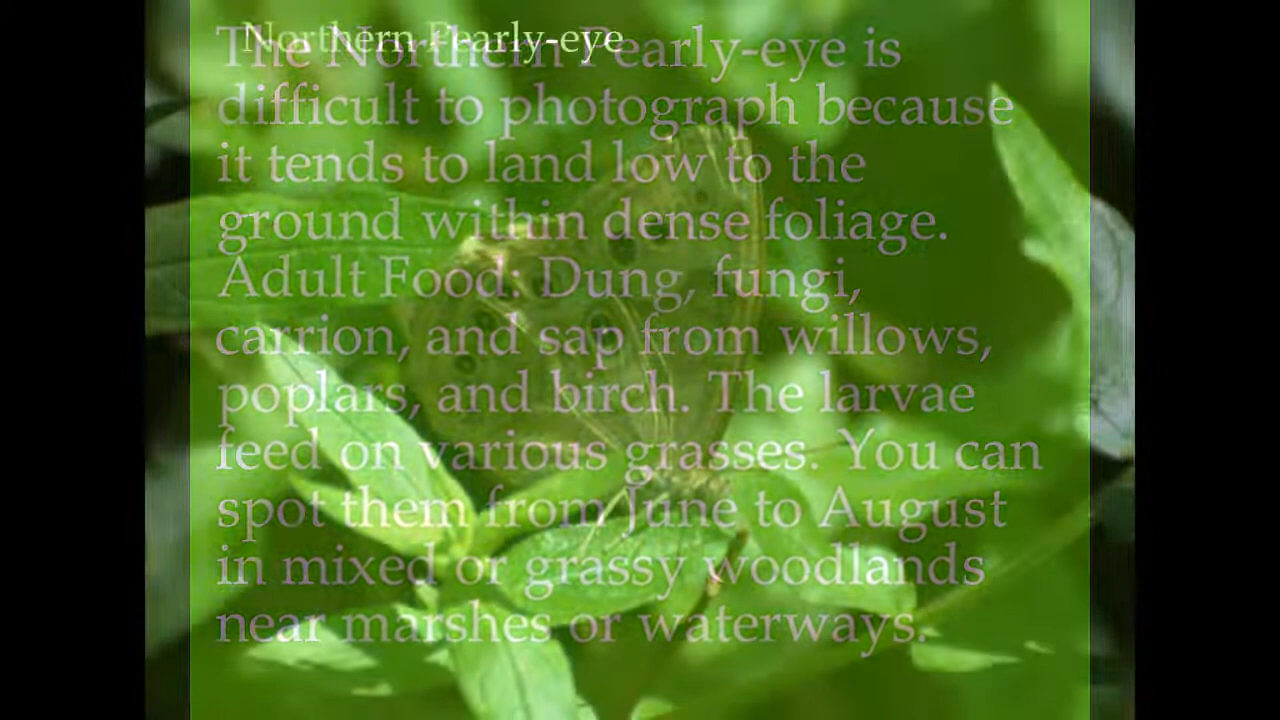 Northern Pearly-eye
The Northern Pearly-eye is
difficult to photograph because
it tends to land low to the
ground within dense foliage.
Adult Food: Dung, fungi,
carrion, and sap from willows,
poplars, and birch. The larvae
feed on various grasses. You can
spot them from June to August
in mixed or grassy woodlands
near marshes or waterways.